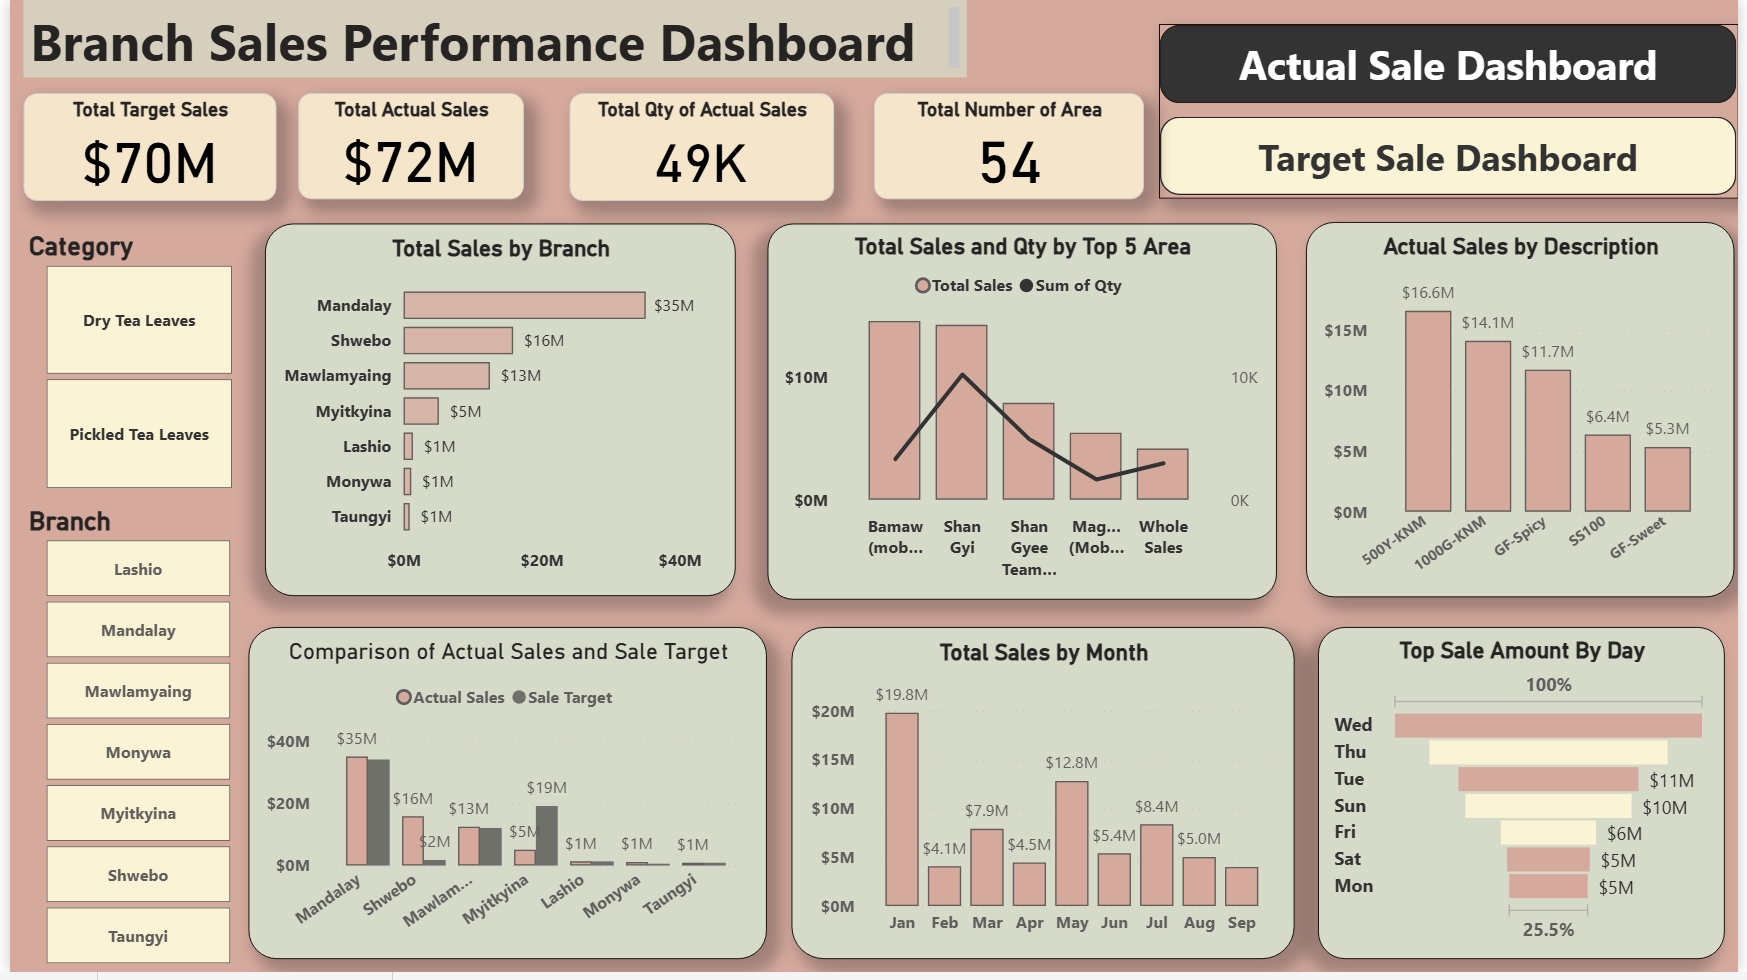 Branch Sales Performance Dashboard
Actual Sale Dashboard
Target Sale Dashboard
Total Target Sales
$70M
Total Actual Sales
$72M
Total Qty of Actual Sales
49K
Total Number of Area
54
Category
Dry Tea Leaves
Pickled Tea Leaves
Branch
Lashio
Mandalay
Mawlamyaing
Monywa
Myitkyina
Shwebo
Taungyi
Total Sales by Branch
Mandalay $35M
Shwebo $16M
Mawlamyaing $13M
Myitkyina $5M
Lashio $1M
Monywa $1M
Taungyi $1M
$0M $20M $40M
Total Sales and Qty by Top 5 Area
Total Sales Sum of Qty
$10M 10K
$0M 0K
Bamaw Shan Shan Mag... Whole
(mob... Gyi Gyee (Mob... Sales
Team...
Actual Sales by Description
$16.6M
$14.1M
$11.7M
$6.4M
$5.3M
$15M
$10M
$5M
$0M
500Y-KNM 1000G-KNM GF-Spicy SS100 GF-Sweet
Comparison of Actual Sales and Sale Target
Actual Sales Sale Target
$40M
$20M
$0M
$35M
$16M
$2M
$13M
$5M
$19M
$1M
$1M
$1M
Mandalay Shwebo Mawlam... Myitkyina Lashio Monywa Taungyi
Total Sales by Month
$20M
$15M
$10M
$5M
$0M
$19.8M
$4.1M
$7.9M
$4.5M
$12.8M
$5.4M
$8.4M
$5.0M
Jan Feb Mar Apr May Jun Jul Aug Sep
Top Sale Amount By Day
100%
Wed
Thu
Tue $11M
Sun $10M
Fri $6M
Sat $5M
Mon $5M
25.5%